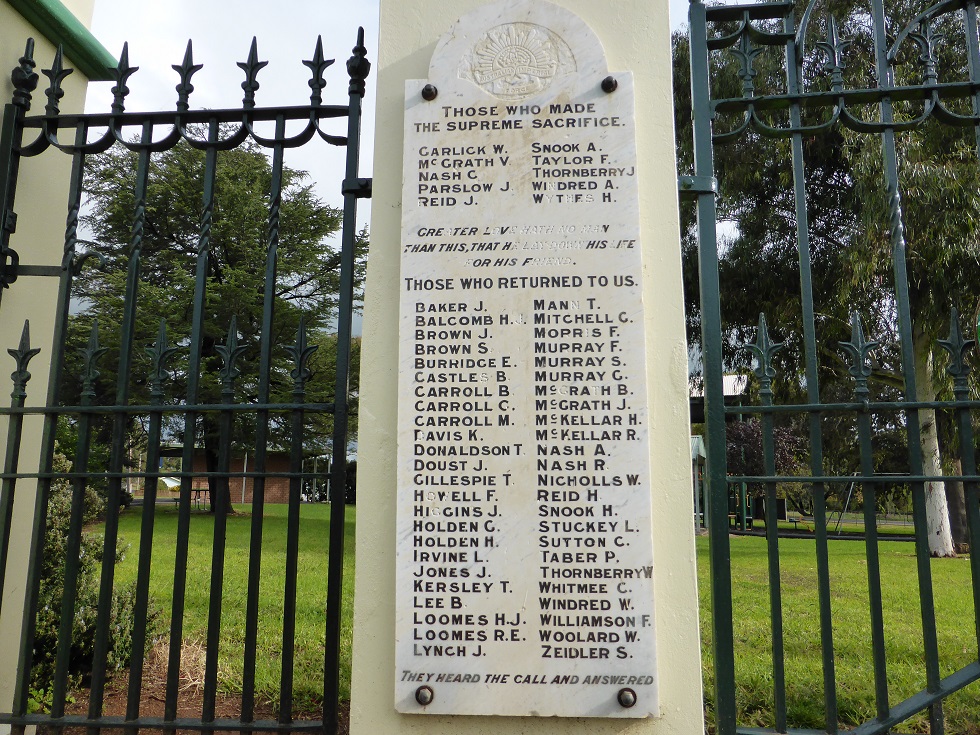 THOSE WHO MADE
THE SUPREME SACRIFICE.
GARLICK W. SNOOK A.
McGRATH V. TAYLOR F.
NASH C. THORNBERRY J
PARSLOW J. WINDRED A.
REID J. WYTHES H.
GREATER LOVE HATH NO MAN
THAN THIS, THAT HE LAY DOWN HIS LIFE
FOR HIS FRIEND.
THOSE WHO RETURNED TO US.
BAKER J. MANN T.
BALCOMB H.J. MITCHELL G.
BROWN J. MORRIS F.
BROWN S. MURRAY F.
BURRIDGE E. MURRAY S.
CASTLES B. MURRAY C.
CARROLL B. McGRATH B.
CARROLL C. McGRATH J.
CARROLL M. McKELLAR H.
DAVIS K. McKELLAR R.
DONALDSON T. NASH A.
DOUST J. NASH R.
GILLESPIE T. NICHOLLS W.
HOWELL F. REID H.
HIGGINS J. SNOOK H.
HOLDEN G. STUCKEY L.
HOLDEN H. SUTTON C.
IRVINE L. TABER P.
JONES J. THORNBERRY W
KERSLEY T. WHITMEE C.
LEE B. WINDRED W.
LOOMES H.J. WILLIAMSON F.
LOOMES R.E. WOOLARD W.
LYNCH J. ZEIDLER S.
THEY HEARD THE CALL AND ANSWERED